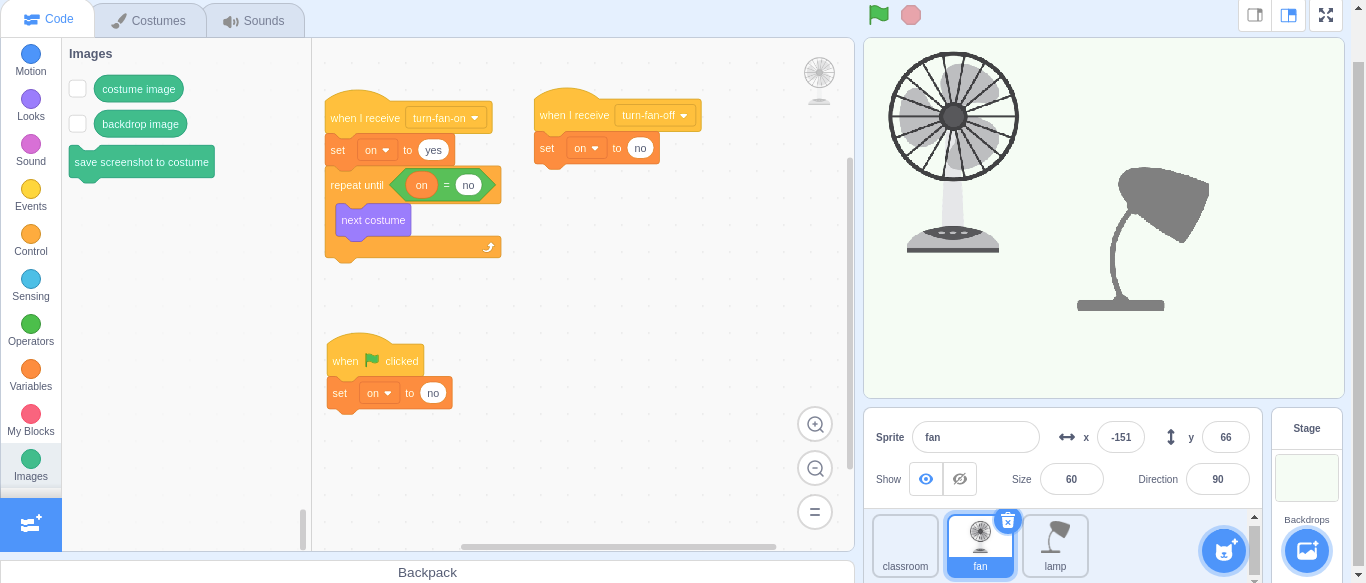 Code
Costumes
Sounds
Motion
Looks
Sound
Events
Control
Sensing
Operators
Variables
My Blocks
Images
Images
costume image
backdrop image
save screenshot to costume
when I receive turn-fan-on
set on to yes
repeat until on = no
next costume
when I receive turn-fan-off
set on to no
when clicked
set on to no
Backpack
Sprite fan x -151 y 66
Show Size 60 Direction 90
classroom
fan
lamp
Stage
Backdrops